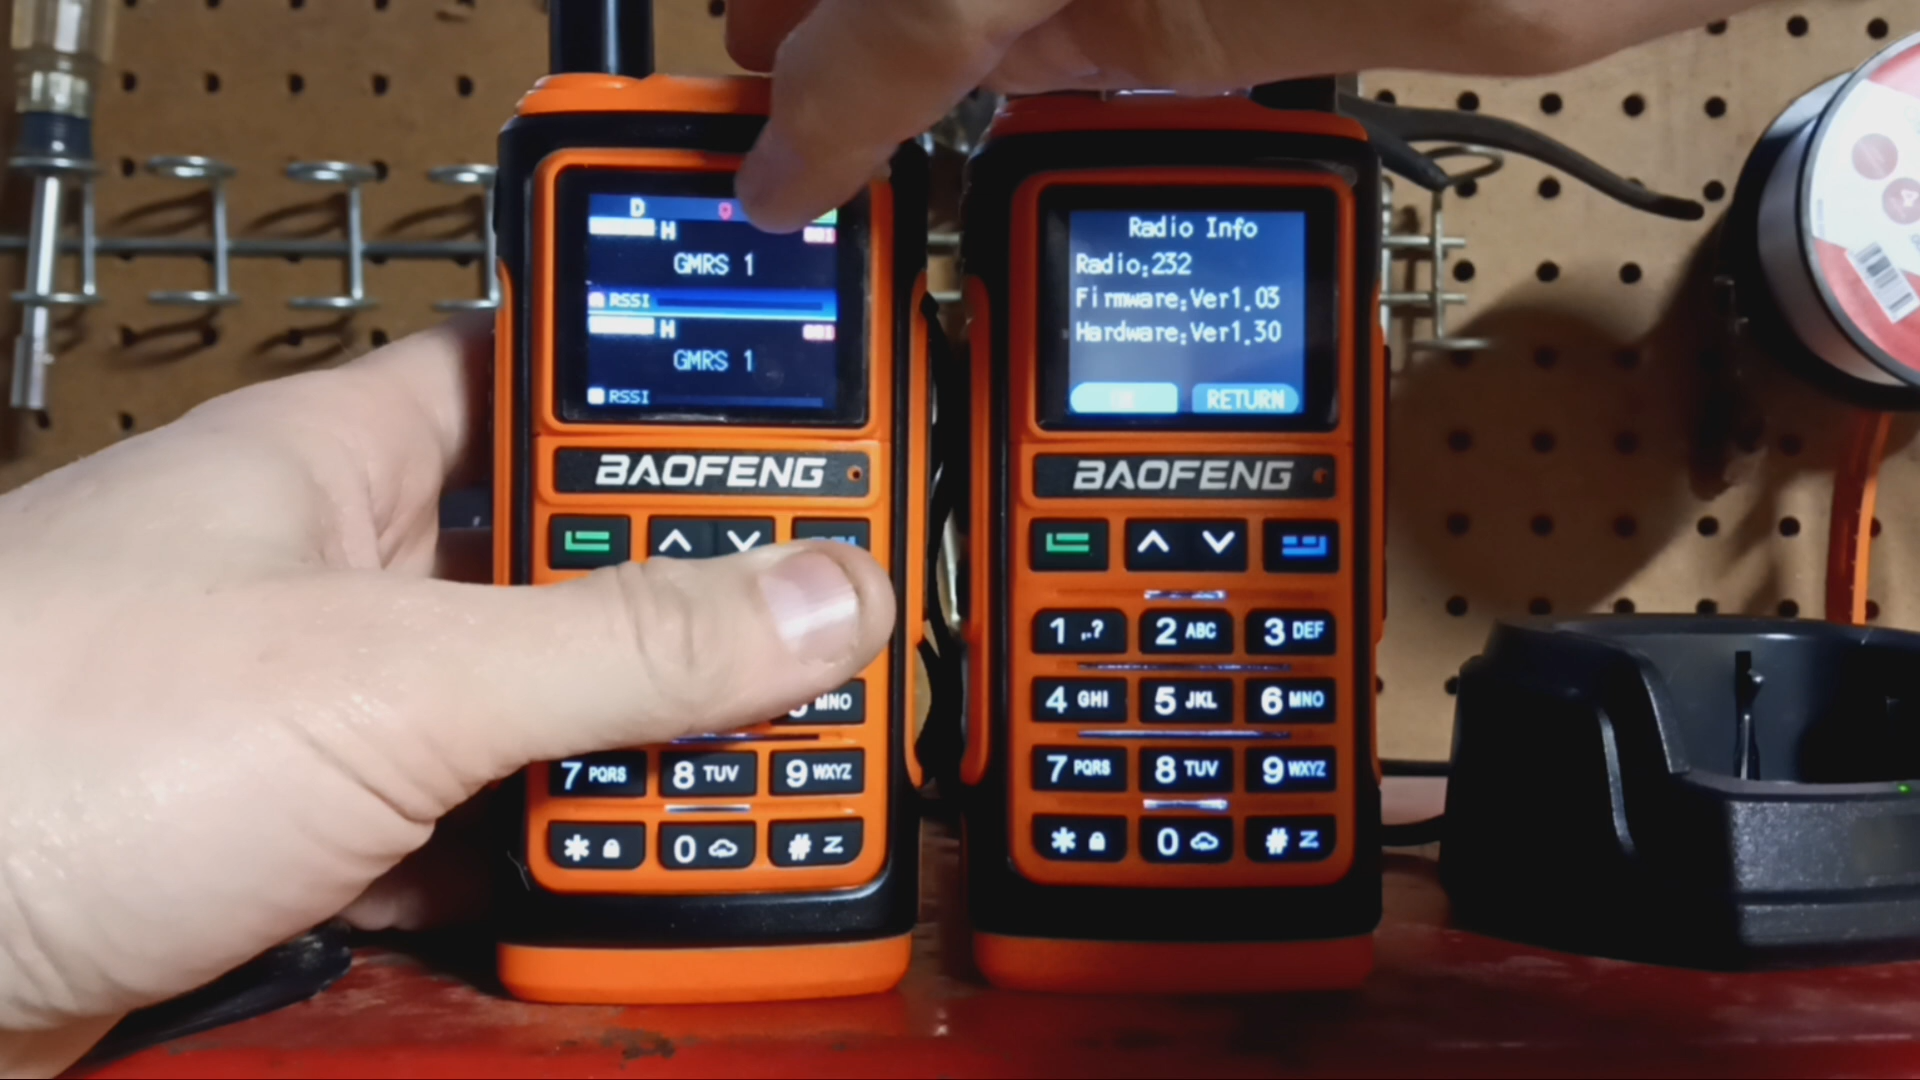 D
H
001
GMRS 1
RSSI
H
001
GMRS 1
RSSI
BAOFENG
MNO
7 PQRS
8 TUV
9 WXYZ
*
0
#
Radio Info
Radio:232
Firmware:Ver1.03
Hardware:Ver1.30
RETURN
BAOFENG
1 ,.?
2 ABC
3 DEF
4 GHI
5 JKL
6 MNO
7 PQRS
8 TUV
9 WXYZ
*
0
#